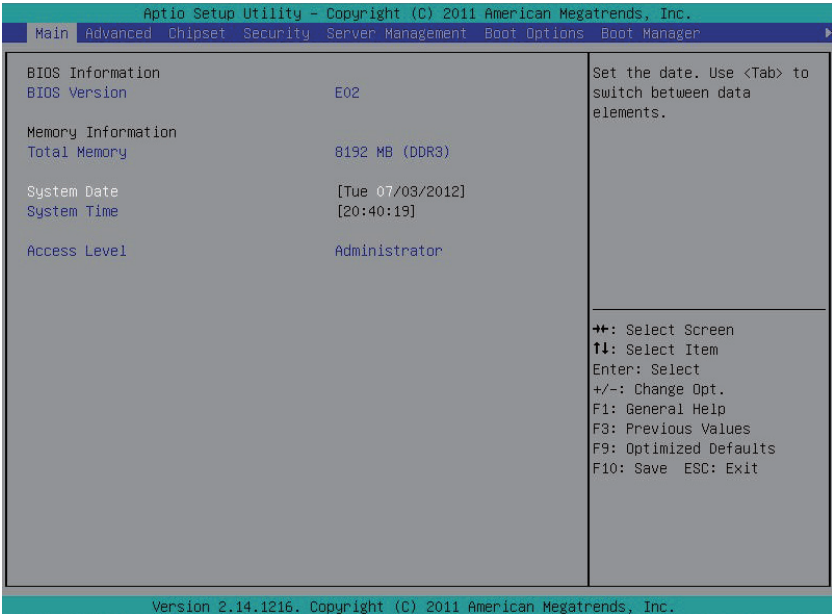 Aptio Setup Utility – Copyright (C) 2011 American Megatrends, Inc.
Main Advanced Chipset Security Server Management Boot Options Boot Manager
BIOS Information
BIOS Version E02
Memory Information
Total Memory 8192 MB (DDR3)
System Date [Tue 07/03/2012]
System Time [20:40:19]
Access Level Administrator
Set the date. Use <Tab> to
switch between data
elements.
→←: Select Screen
↑↓: Select Item
Enter: Select
+/-: Change Opt.
F1: General Help
F3: Previous Values
F9: Optimized Defaults
F10: Save ESC: Exit
Version 2.14.1216. Copyright (C) 2011 American Megatrends, Inc.